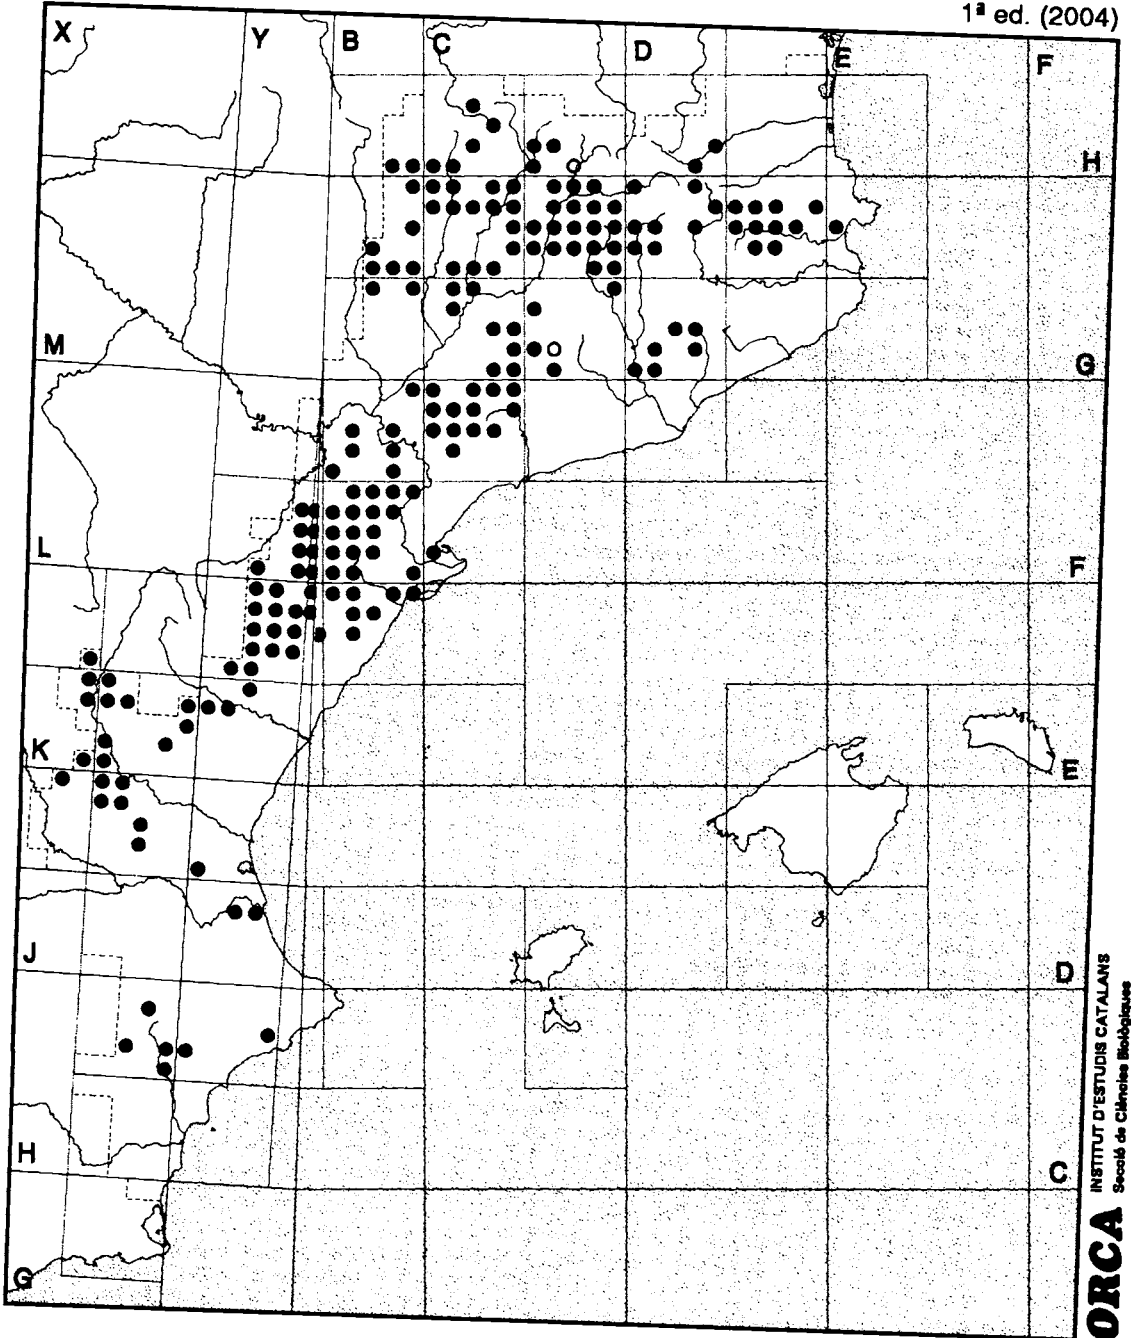 1ª ed. (2004)
X
Y
B
C
D
E
F
H
M
G
L
F
K
E
J
D
H
C
G
INSTITUT D'ESTUDIS CATALANS
Secció de Ciències Biològiques
ORCA